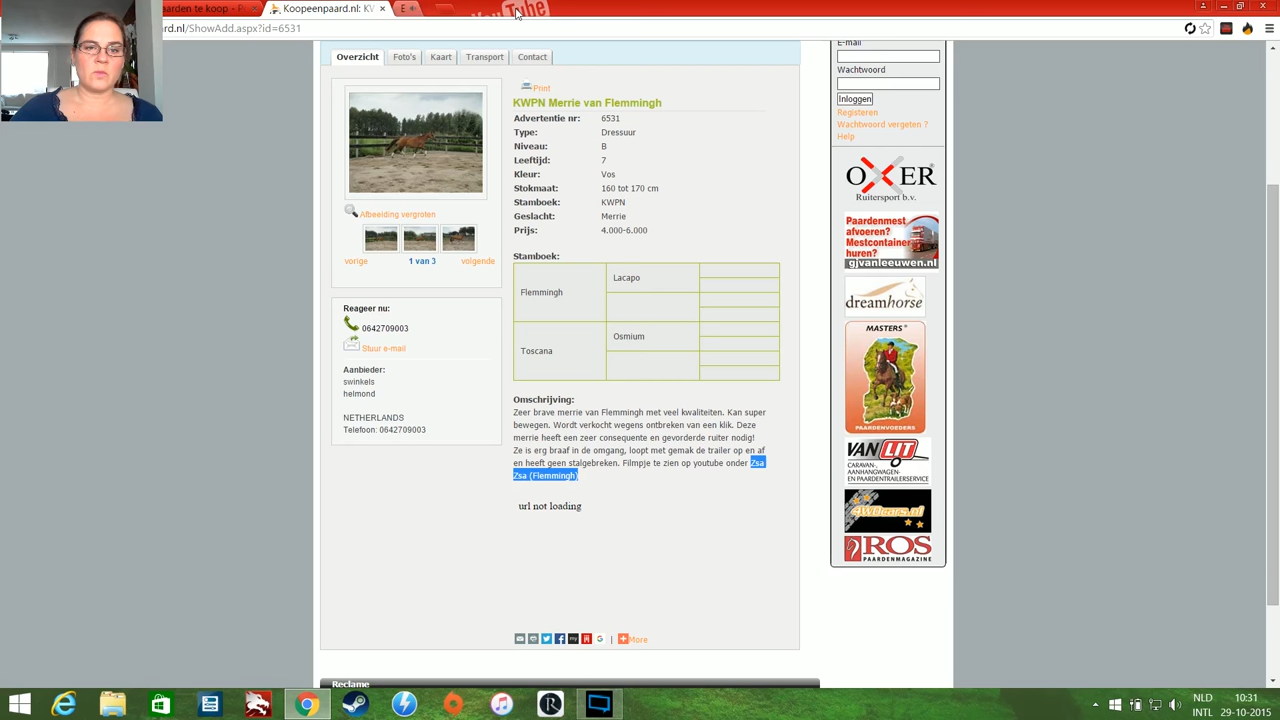 aarden te koop - P
Koopeenpaard.nl: KW
E
YouTube
rd.nl/ShowAdd.aspx?id=6531
Overzicht Foto's Kaart Transport Contact
Afbeelding vergroten
vorige 1 van 3 volgende
Reageer nu:
0642709003
Stuur e-mail
Aanbieder:
swinkels
helmond
NETHERLANDS
Telefoon: 0642709003
Print
KWPN Merrie van Flemmingh
Advertentie nr: 6531
Type: Dressuur
Niveau: B
Leeftijd: 7
Kleur: Vos
Stokmaat: 160 tot 170 cm
Stamboek: KWPN
Geslacht: Merrie
Prijs: 4.000-6.000
Stamboek:
Lacapo
Flemmingh
Osmium
Toscana
Omschrijving:
Zeer brave merrie van Flemmingh met veel kwaliteiten. Kan super
bewegen. Wordt verkocht wegens ontbreken van een klik. Deze
merrie heeft een zeer consequente en gevorderde ruiter nodig!
Ze is erg braaf in de omgang, loopt met gemak de trailer op en af
en heeft geen stalgebreken. Filmpje te zien op youtube onder Zsa
Zsa (Flemmingh)
url not loading
| More
Reclame
E-mail
Wachtwoord
Inloggen
Registeren
Wachtwoord vergeten ?
Help
OXER
Ruitersport b.v.
Paardenmest
afvoeren?
Mestcontainer
huren?
gjvanleeuwen.nl
dreamhorse
MASTERS
PAARDENVOEDERS
VAN LIT
CARAVAN-,
AANHANGWAGEN-
EN PAARDENTRAILERSERVICE
4WDcars.nl
ROS
PAARDENMAGAZINE
NLD
INTL
10:31
29-10-2015